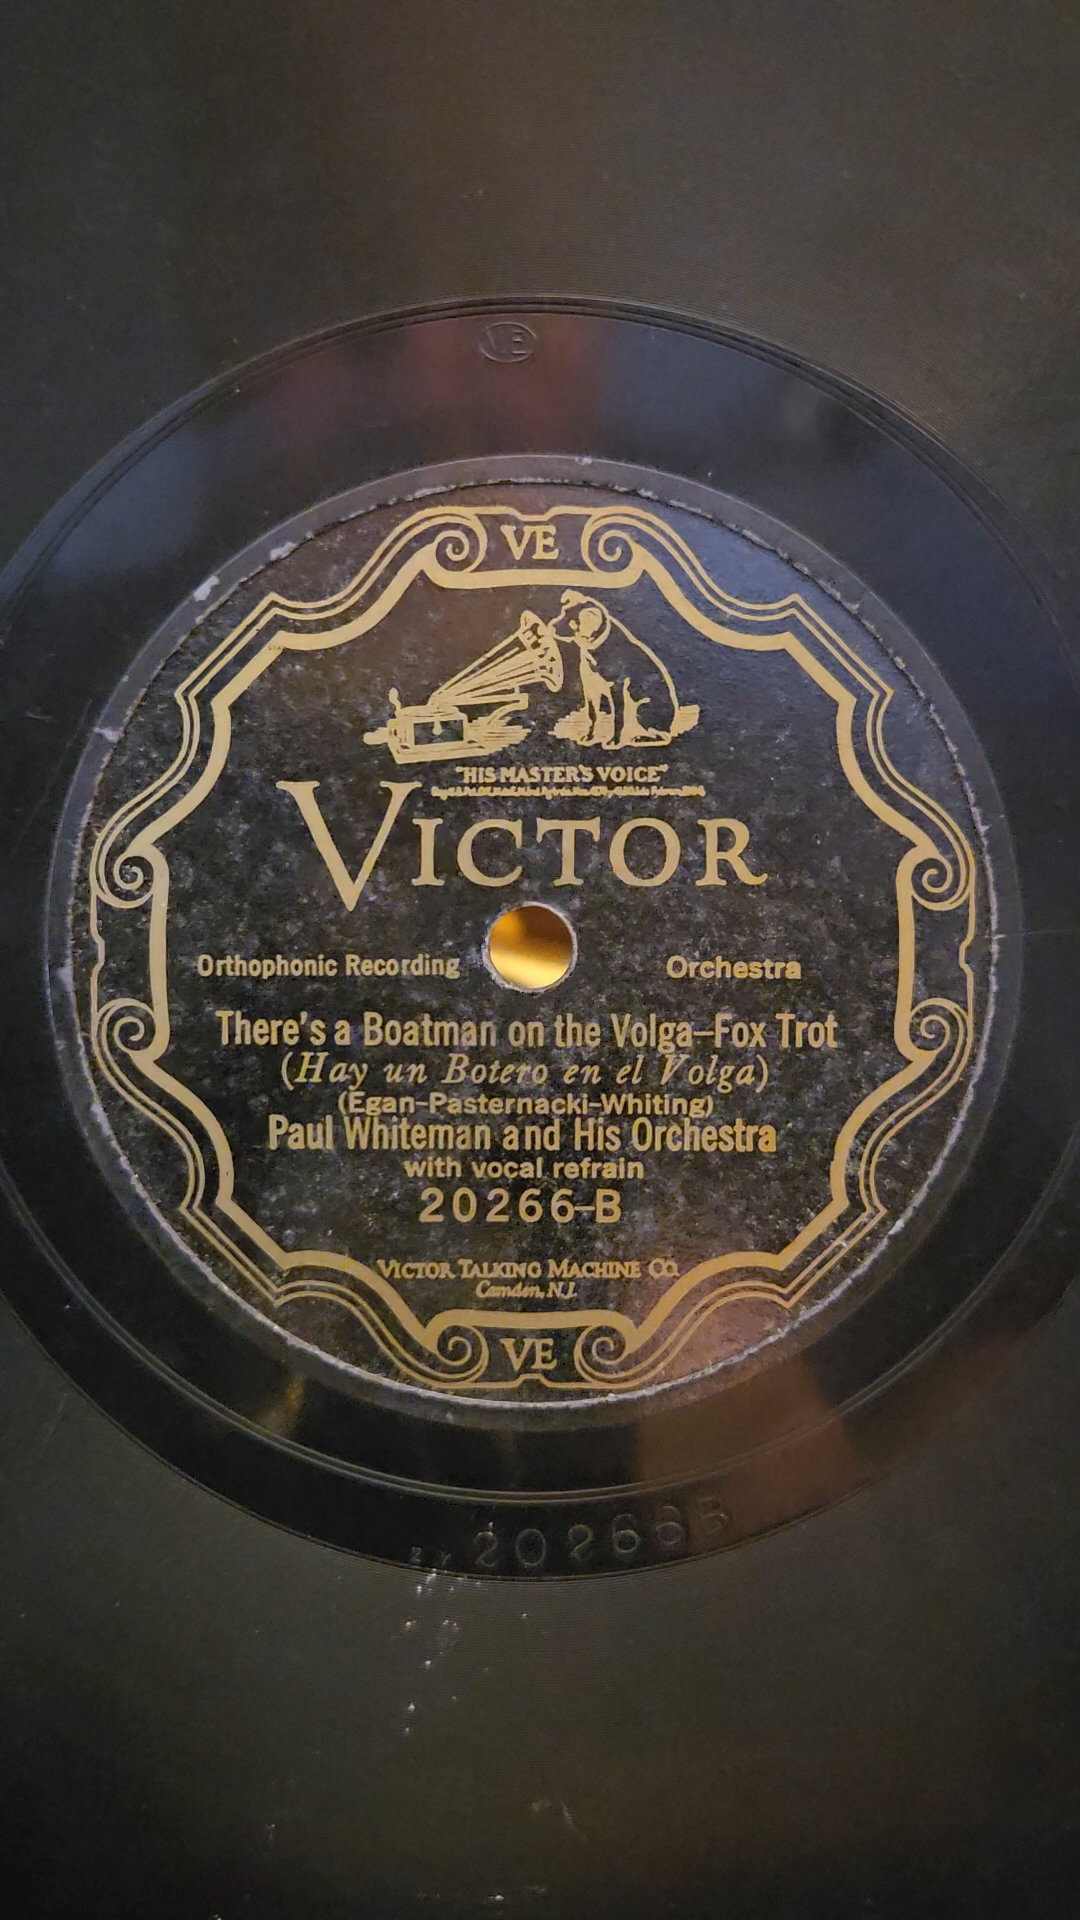 VE
VE
"HIS MASTER'S VOICE"
VICTOR
Orthophonic Recording
Orchestra
There's a Boatman on the Volga–Fox Trot
(Hay un Botero en el Volga)
(Egan-Pasternacki-Whiting)
Paul Whiteman and His Orchestra
with vocal refrain
20266-B
VICTOR TALKING MACHINE CO.
Camden, N.J.
VE
20266B